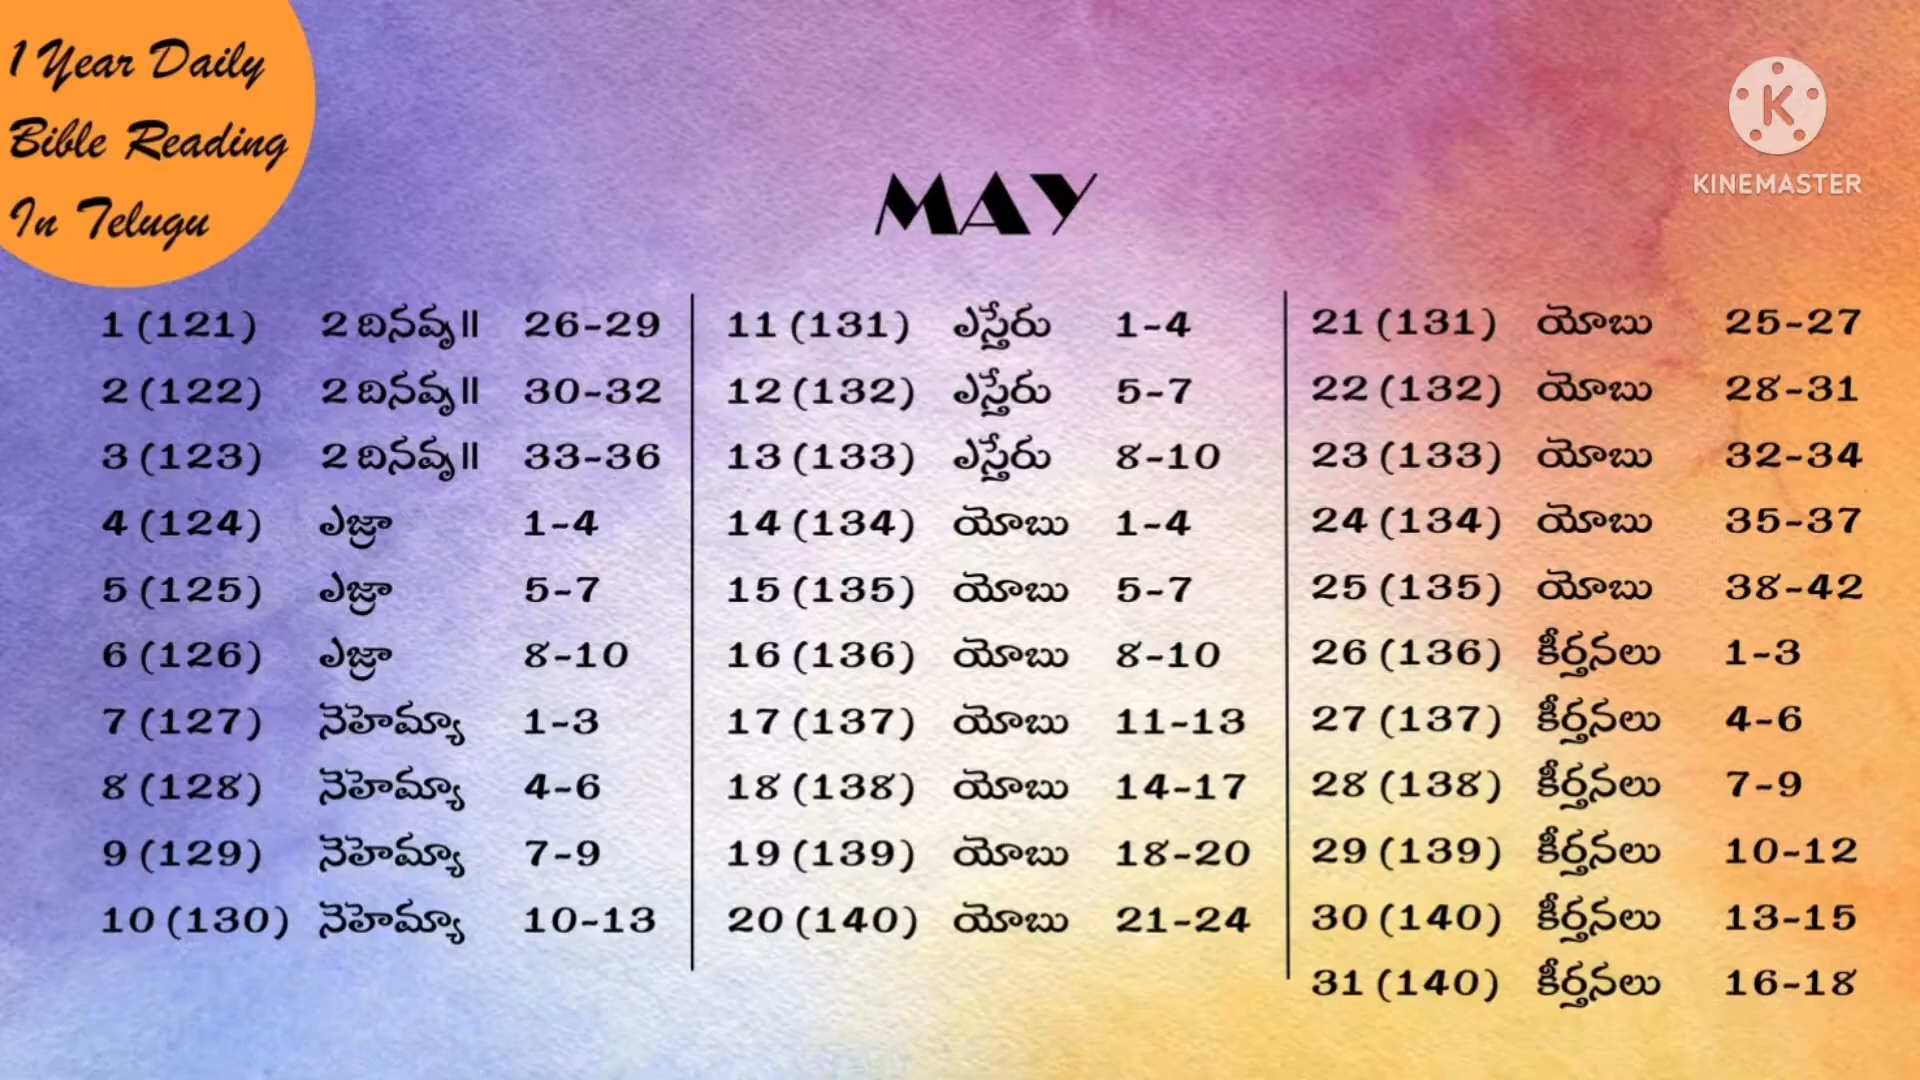 1 Year Daily
Bible Reading
In Telugu
KINEMASTER
MAY
1 (121) 2 దినవృ॥ 26-29
2 (122) 2 దినవృ॥ 30-32
3 (123) 2 దినవృ॥ 33-36
4 (124) ఎజ్రా 1-4
5 (125) ఎజ్రా 5-7
6 (126) ఎజ్రా 8-10
7 (127) నెహెమ్యా 1-3
8 (128) నెహెమ్యా 4-6
9 (129) నెహెమ్యా 7-9
10 (130) నెహెమ్యా 10-13
11 (131) ఎస్తేరు 1-4
12 (132) ఎస్తేరు 5-7
13 (133) ఎస్తేరు 8-10
14 (134) యోబు 1-4
15 (135) యోబు 5-7
16 (136) యోబు 8-10
17 (137) యోబు 11-13
18 (138) యోబు 14-17
19 (139) యోబు 18-20
20 (140) యోబు 21-24
21 (131) యోబు 25-27
22 (132) యోబు 28-31
23 (133) యోబు 32-34
24 (134) యోబు 35-37
25 (135) యోబు 38-42
26 (136) కీర్తనలు 1-3
27 (137) కీర్తనలు 4-6
28 (138) కీర్తనలు 7-9
29 (139) కీర్తనలు 10-12
30 (140) కీర్తనలు 13-15
31 (140) కీర్తనలు 16-18